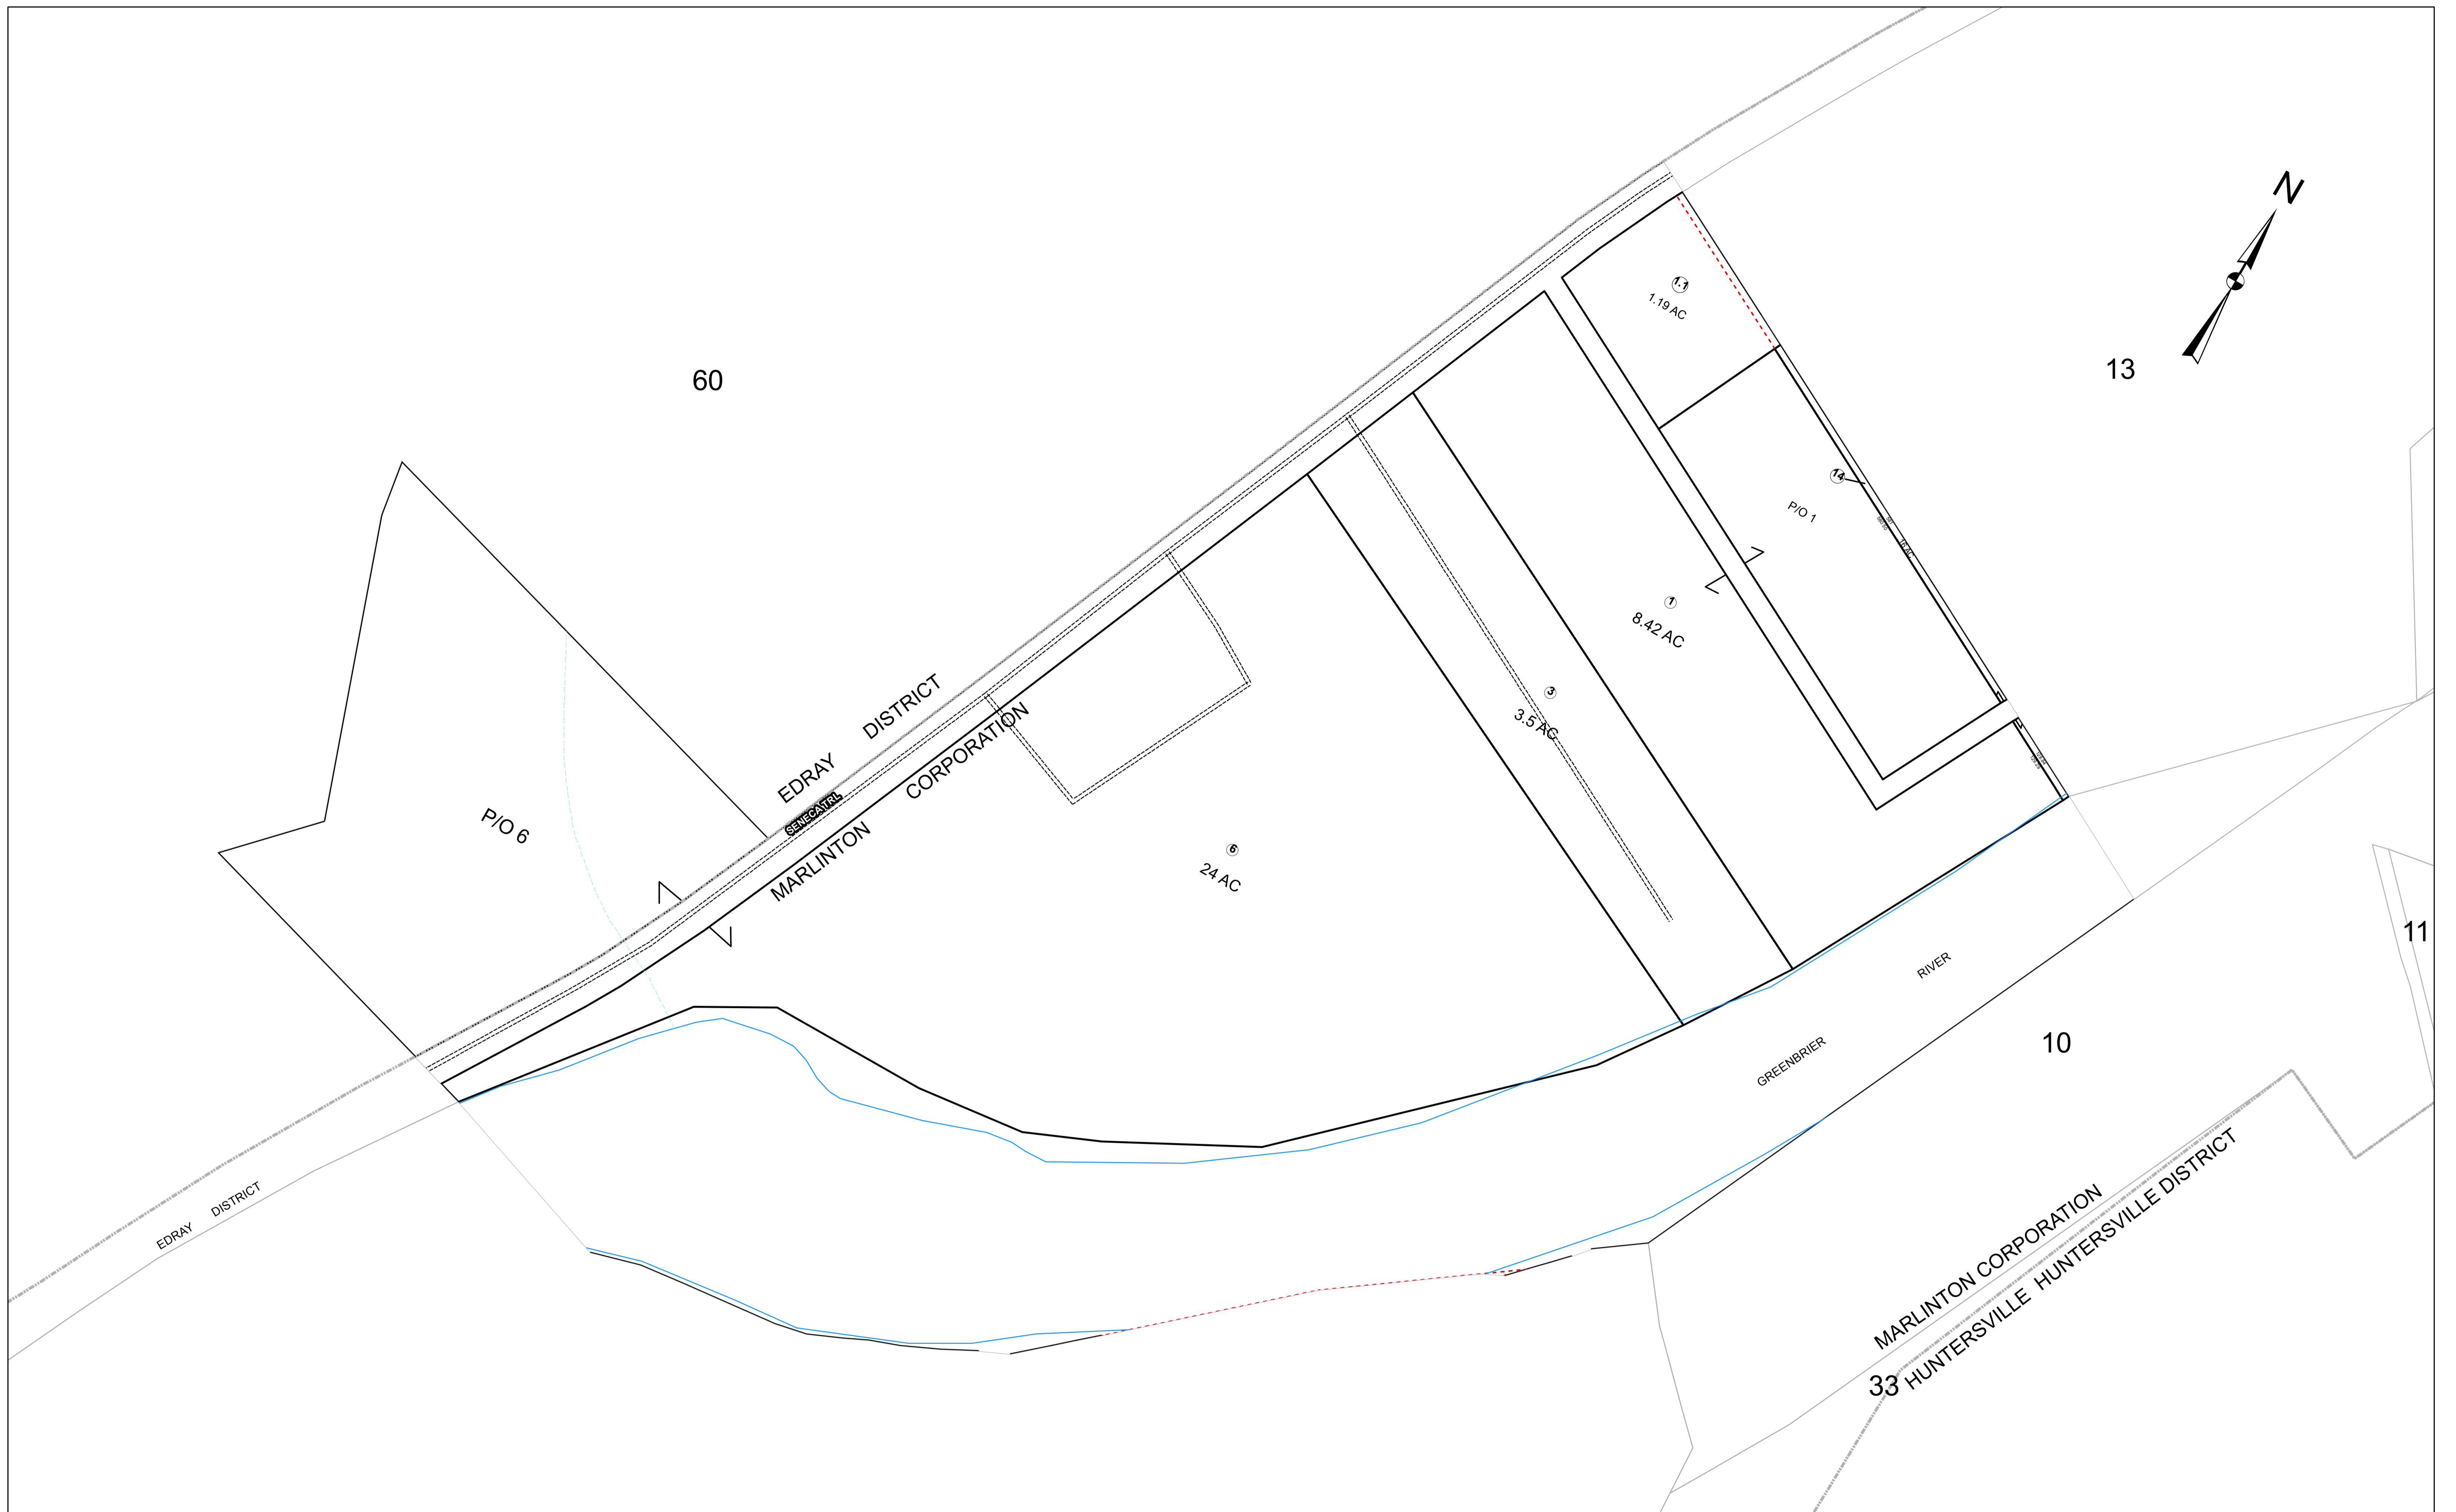 N
1.1
1.19 AC
60
13
14
P/O 1
.16 AC
1
8.42 AC
3
3.5 AC
EDRAY DISTRICT
SENECA TRL
MARLINTON CORPORATION
P/O 6
6
24 AC
11
GREENBRIER RIVER
10
EDRAY DISTRICT
MARLINTON CORPORATION
HUNTERSVILLE HUNTERSVILLE DISTRICT
33